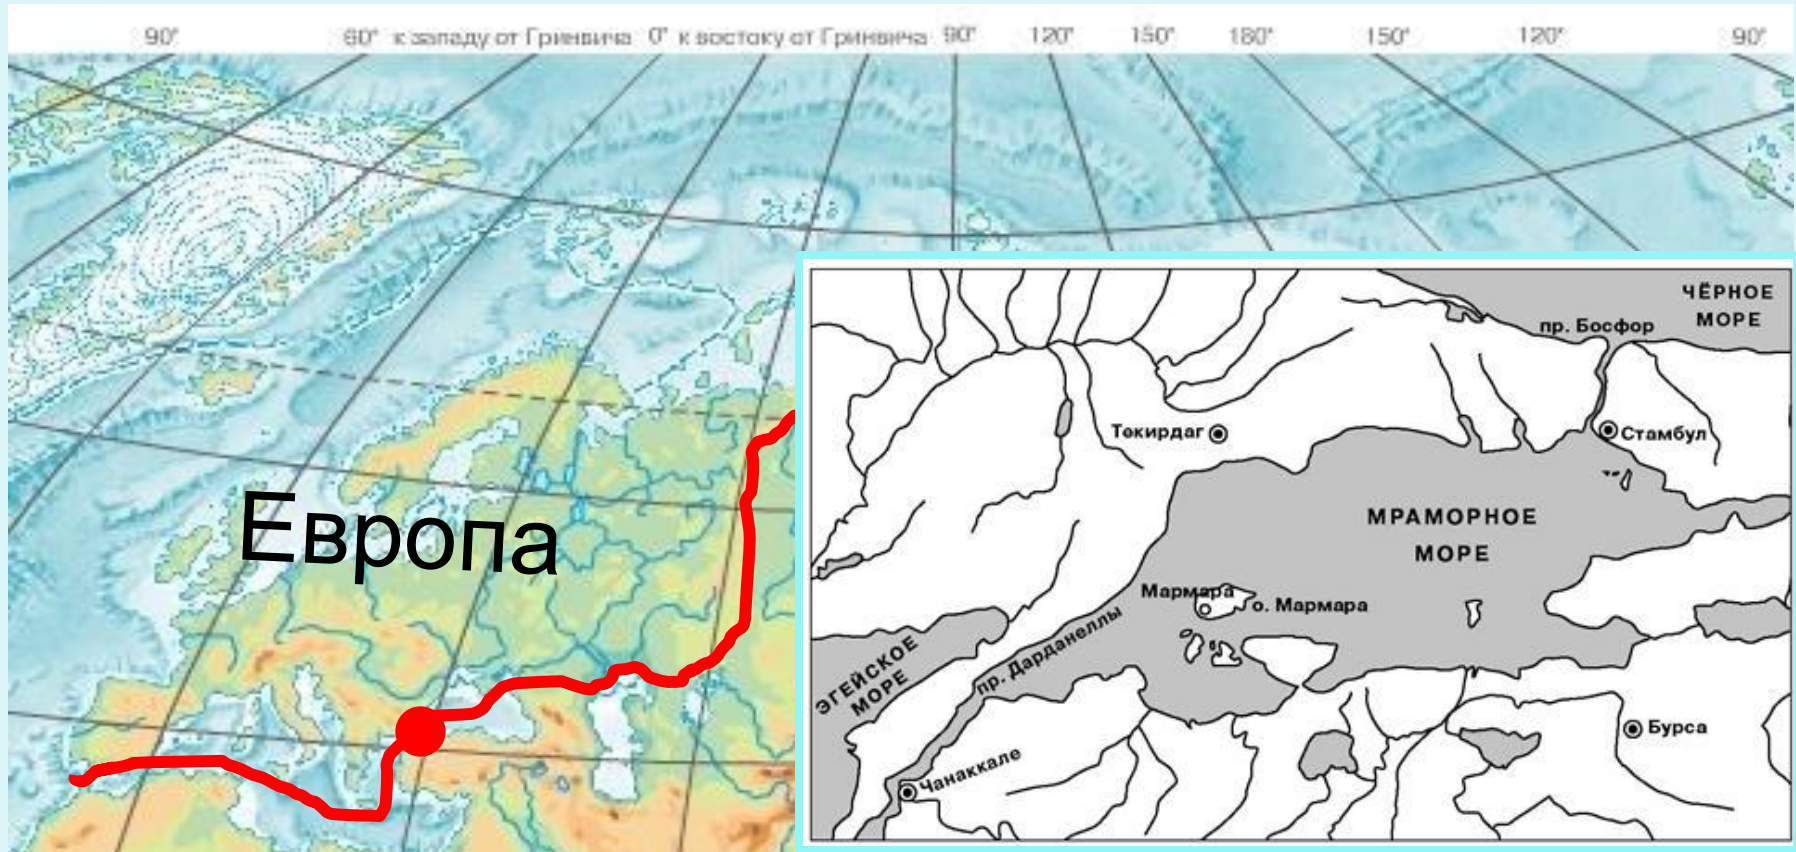 90° 60° к западу от Гринвича 0° к востоку от Гринвича 90° 120° 150° 180° 150° 120° 90°
Европа
ЧЁРНОЕ
МОРЕ
пр. Босфор
Текирдаг
Стамбул
МРАМОРНОЕ
МОРЕ
Мармара
о. Мармара
пр. Дарданеллы
ЭГЕЙСКОЕ
МОРЕ
Бурса
Чанаккале